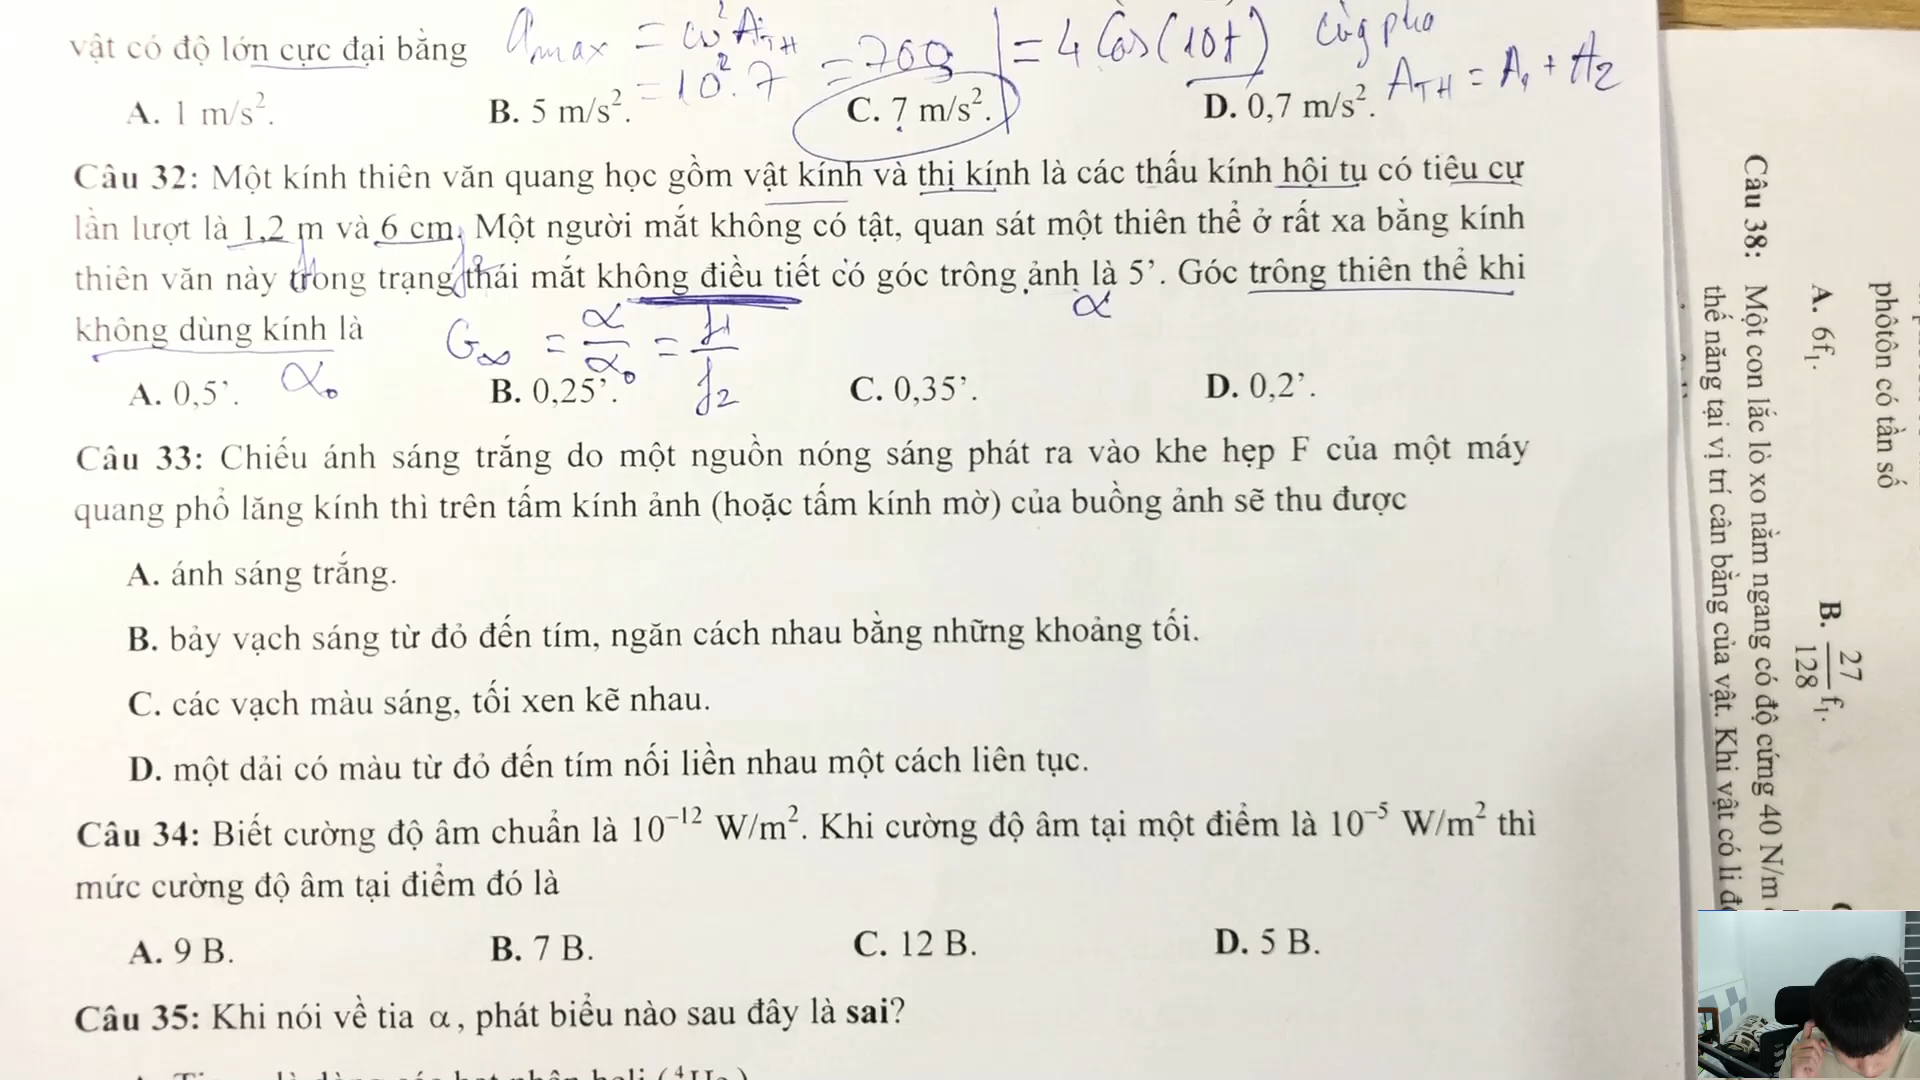 vật có độ lớn cực đại bằng a_max = ω² A_TH = 700 = 4 Cos(10t) cùg pha
= 10². 7 A_TH = A₁ + A₂
A. 1 m/s². B. 5 m/s². C. 7 m/s². D. 0,7 m/s².
Câu 32: Một kính thiên văn quang học gồm vật kính và thị kính là các thấu kính hội tụ có tiêu cự
lần lượt là 1,2 m và 6 cm. Một người mắt không có tật, quan sát một thiên thể ở rất xa bằng kính
thiên văn này trong trạng thái mắt không điều tiết có góc trông ảnh là 5’. Góc trông thiên thể khi
α
không dùng kính là G∞ = α/α₀ = f₁/f₂
α₀
A. 0,5’. B. 0,25’. C. 0,35’. D. 0,2’.
Câu 33: Chiếu ánh sáng trắng do một nguồn nóng sáng phát ra vào khe hẹp F của một máy
quang phổ lăng kính thì trên tấm kính ảnh (hoặc tấm kính mờ) của buồng ảnh sẽ thu được
A. ánh sáng trắng.
B. bảy vạch sáng từ đỏ đến tím, ngăn cách nhau bằng những khoảng tối.
C. các vạch màu sáng, tối xen kẽ nhau.
D. một dải có màu từ đỏ đến tím nối liền nhau một cách liên tục.
Câu 34: Biết cường độ âm chuẩn là 10⁻¹² W/m². Khi cường độ âm tại một điểm là 10⁻⁵ W/m² thì
mức cường độ âm tại điểm đó là
A. 9 B. B. 7 B. C. 12 B. D. 5 B.
Câu 35: Khi nói về tia α, phát biểu nào sau đây là sai?
phôtôn có tần số
A. 6f₁. B. 27/128 f₁.
Câu 38: Một con lắc lò xo nằm ngang có độ cứng 40 N/m
thế năng tại vị trí cân bằng của vật. Khi vật có li